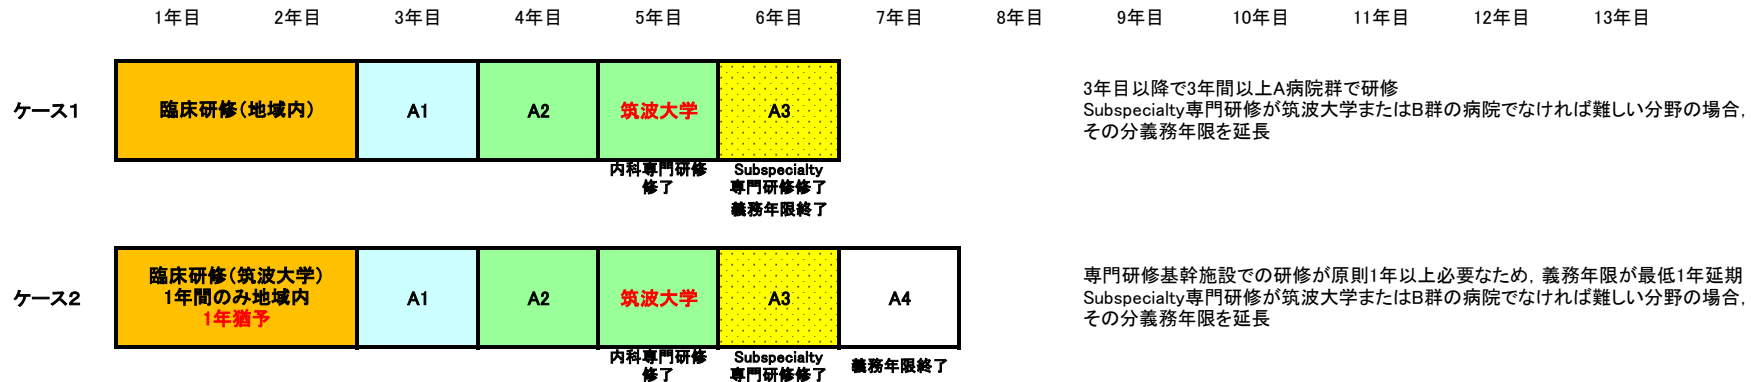 1年目 2年目 3年目 4年目 5年目 6年目 7年目 8年目 9年目 10年目 11年目 12年目 13年目
ケース1
臨床研修(地域内)
A1
A2
筑波大学
A3
3年目以降で3年間以上A病院群で研修
Subspecialty専門研修が筑波大学またはB群の病院でなければ難しい分野の場合,
その分義務年限を延長
内科専門研修
修了
Subspecialty
専門研修修了
義務年限終了
ケース2
臨床研修(筑波大学)
1年間のみ地域内
1年猶予
A1
A2
筑波大学
A3
A4
専門研修基幹施設での研修が原則1年以上必要なため, 義務年限が最低1年延期
Subspecialty専門研修が筑波大学またはB群の病院でなければ難しい分野の場合,
その分義務年限を延長
内科専門研修
修了
Subspecialty
専門研修修了
義務年限終了